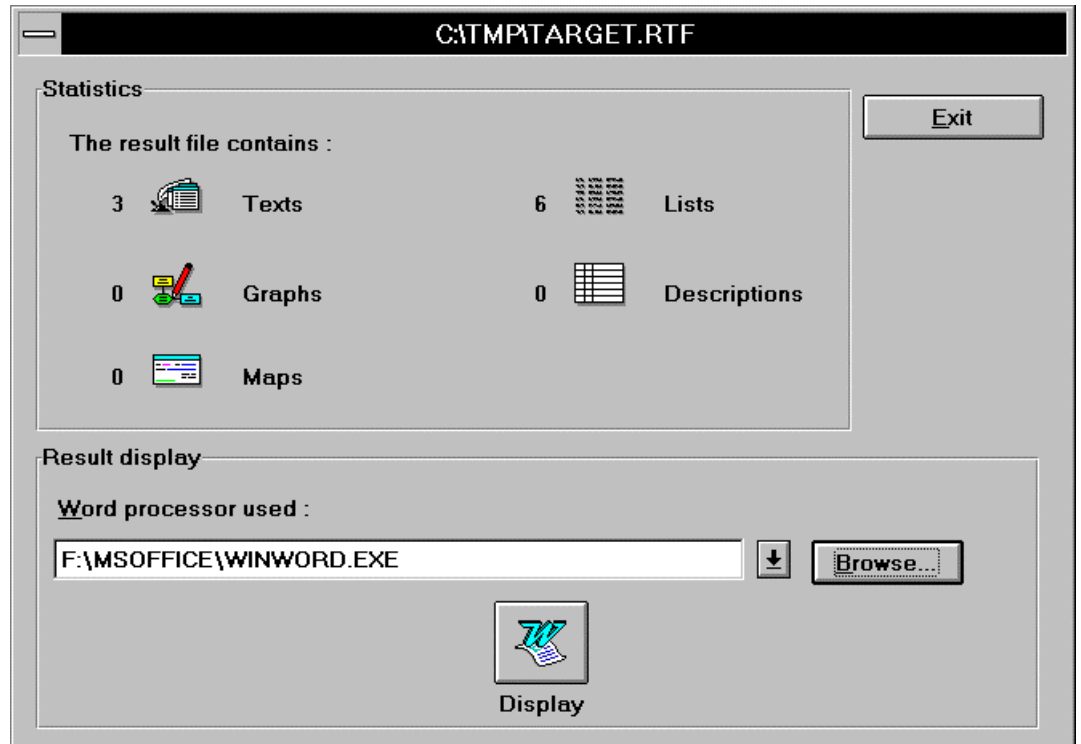 C:\TMP\TARGET.RTF
Statistics
Exit
The result file contains :
3 Texts 6 Lists
0 Graphs 0 Descriptions
0 Maps
Result display
Word processor used :
F:\MSOFFICE\WINWORD.EXE
Browse...
Display